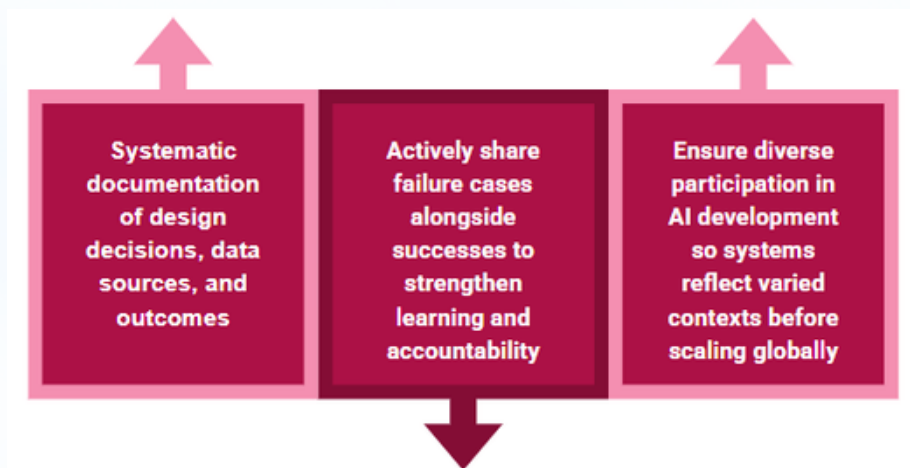 Systematic
documentation
of design
decisions, data
sources, and
outcomes
Actively share
failure cases
alongside
successes to
strengthen
learning and
accountability
Ensure diverse
participation in
AI development
so systems
reflect varied
contexts before
scaling globally